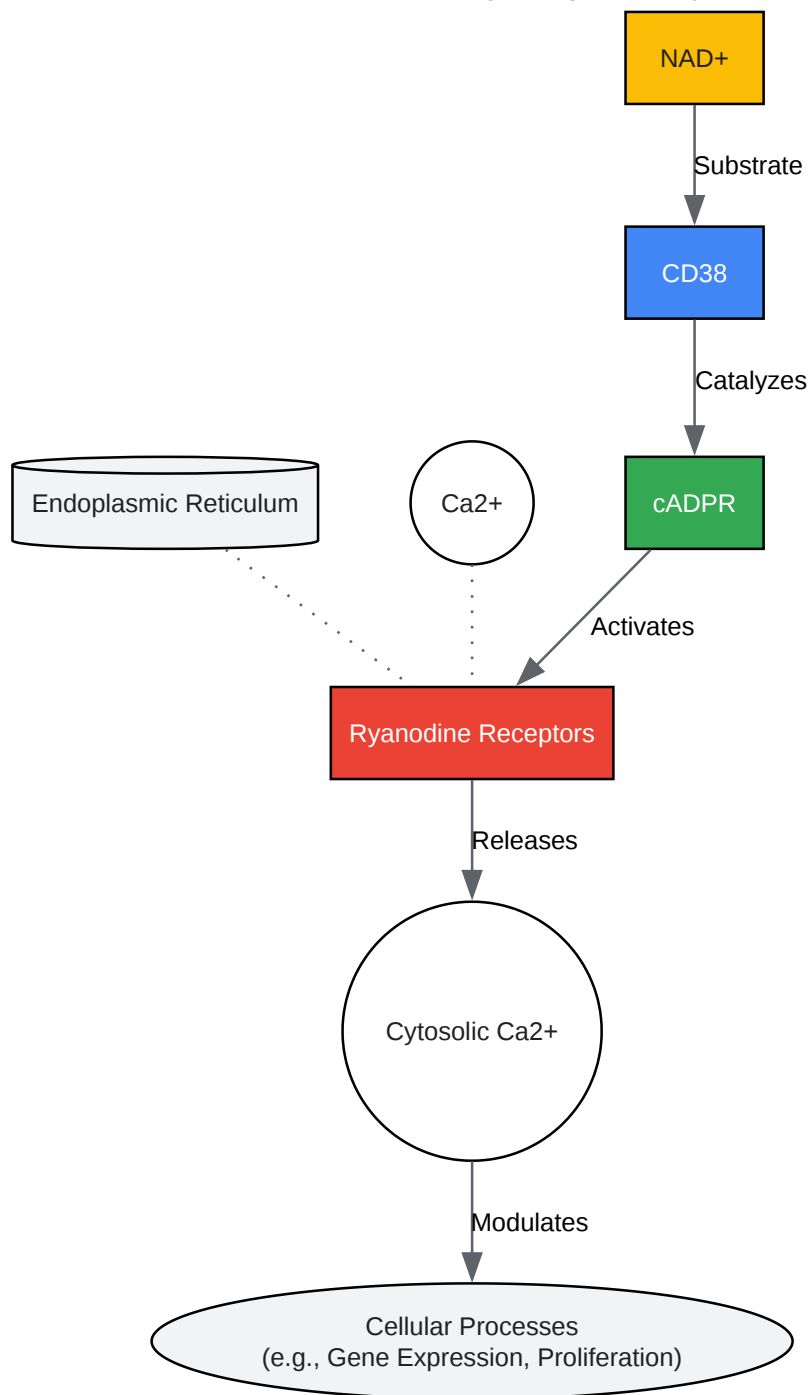 NAD+
Substrate
CD38
Catalyzes
Endoplasmic Reticulum
Ca2+
cADPR
Activates
Ryanodine Receptors
Releases
Cytosolic Ca2+
Modulates
Cellular Processes
(e.g., Gene Expression, Proliferation)